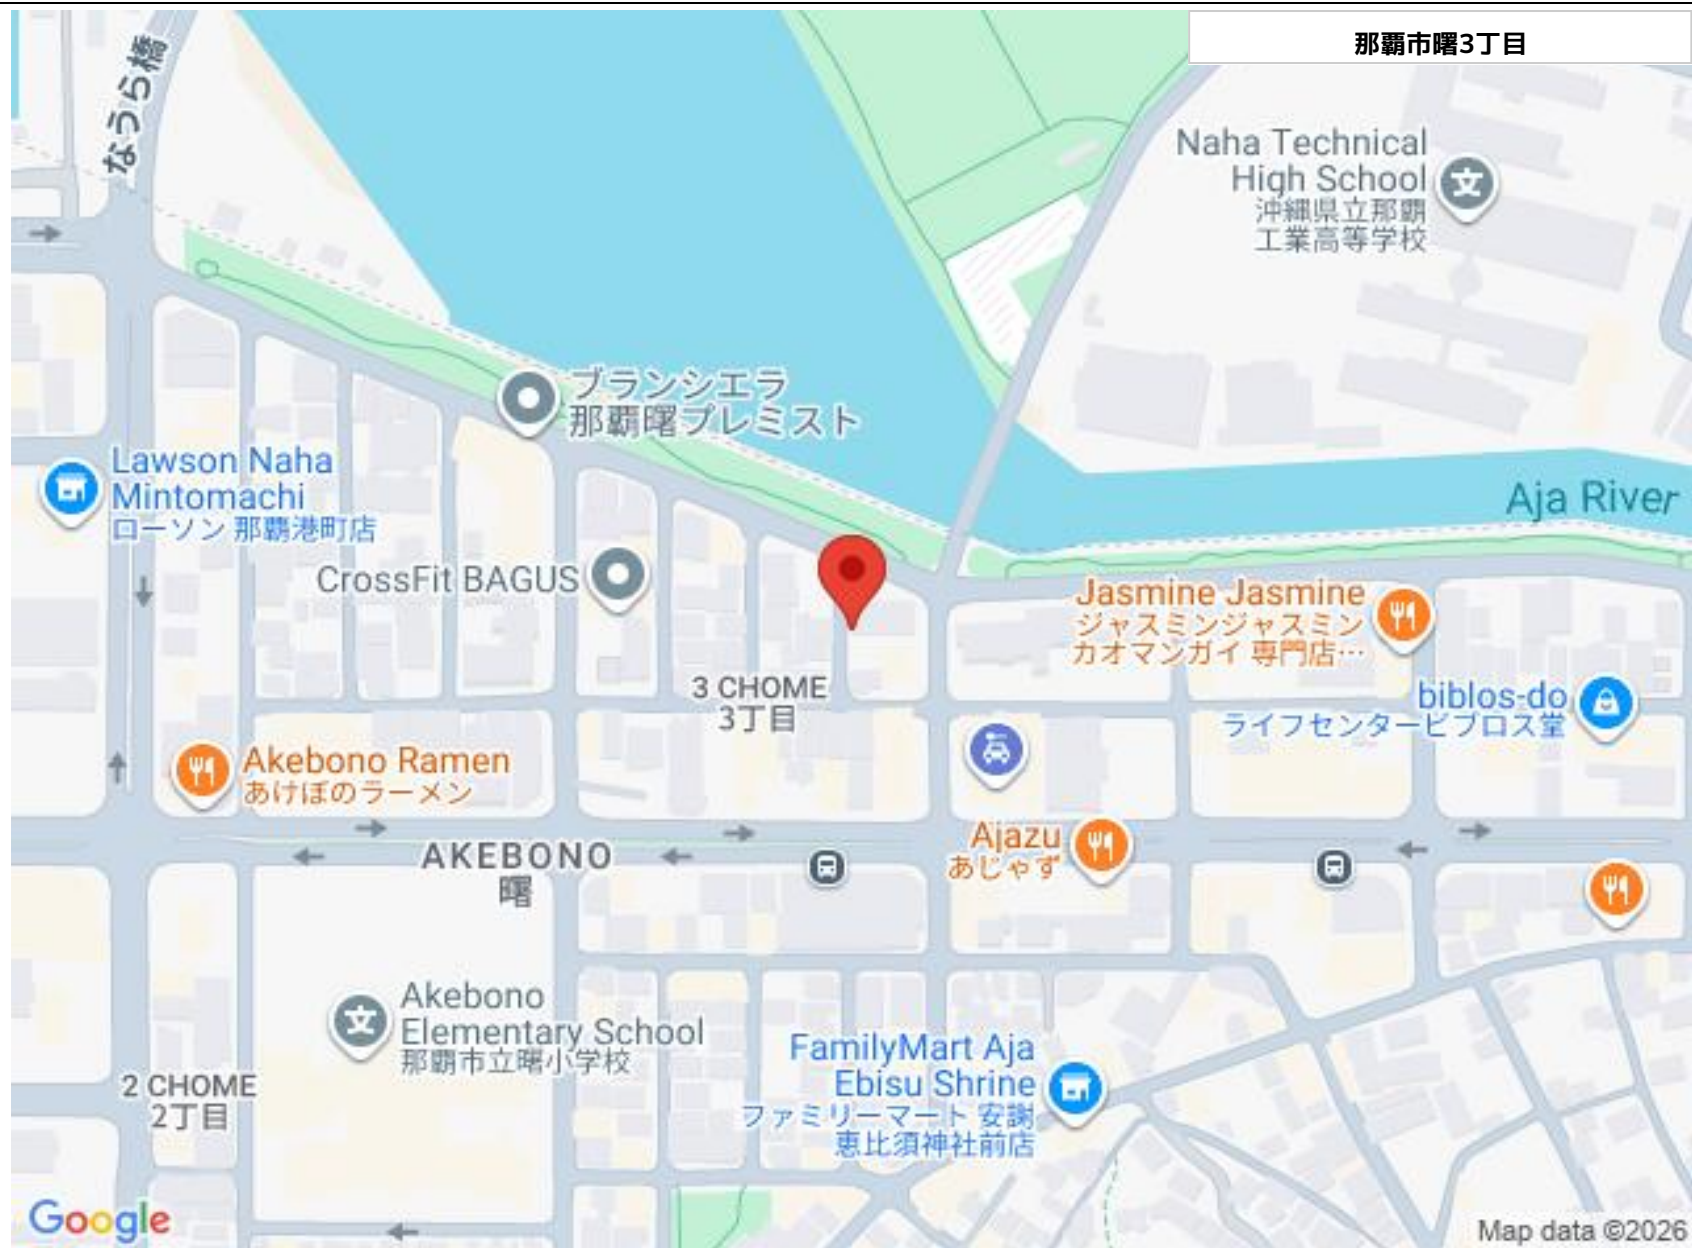 那覇市曙3丁目
なうら橋
Naha Technical
High School
沖縄県立那覇
工業高等学校
ブランシエラ
那覇曙プレミスト
Lawson Naha
Mintomachi
ローソン 那覇港町店
Aja River
CrossFit BAGUS
Jasmine Jasmine
ジャスミンジャスミン
カオマンガイ 専門店…
3 CHOME
3丁目
biblos-do
ライフセンタービブロス堂
Akebono Ramen
あけぼのラーメン
AKEBONO
曙
Ajazu
あじゃず
Akebono
Elementary School
那覇市立曙小学校
2 CHOME
2丁目
FamilyMart Aja
Ebisu Shrine
ファミリーマート 安謝
恵比須神社前店
Google
Map data ©2026